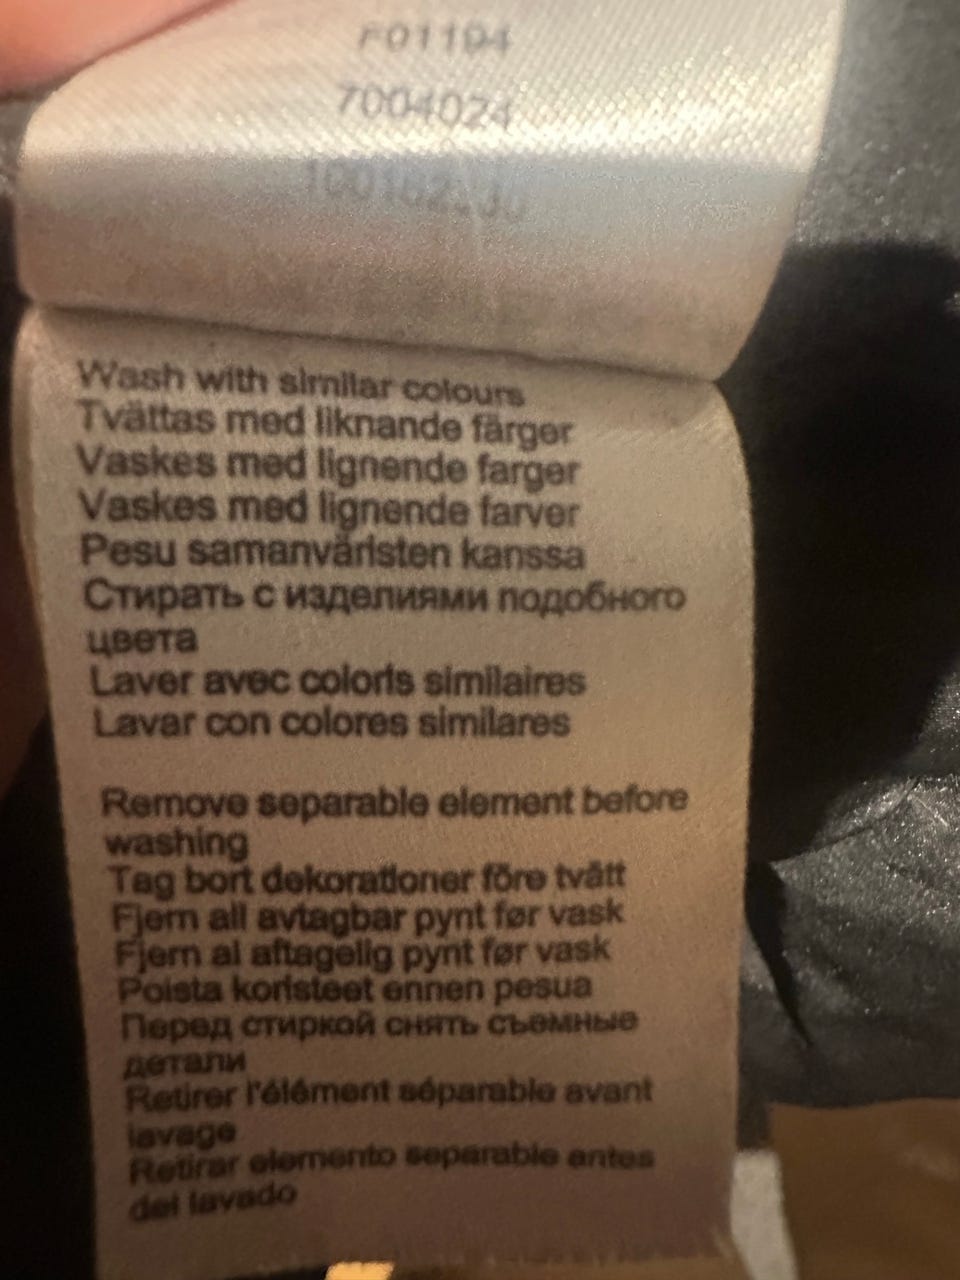 F01194
7004024
Wash with similar colours
Tvättas med liknande färger
Vaskes med lignende farger
Vaskes med lignende farver
Pesu samanväristen kanssa
Стирать с изделиями подобного
цвета
Laver avec coloris similaires
Lavar con colores similares
Remove separable element before
washing
Tag bort dekorationer före tvätt
Fjern all avtagbar pynt før vask
Fjern al aftagelig pynt før vask
Poista koristeet ennen pesua
Перед стиркой снять съемные
детали
Retirer l'élément séparable avant
lavage
Retirar elemento separable antes
del lavado